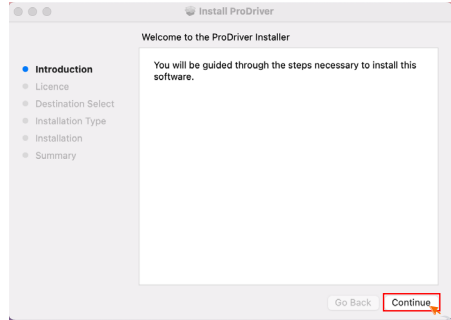 Install ProDriver
Welcome to the ProDriver Installer
Introduction
Licence
Destination Select
Installation Type
Installation
Summary
You will be guided through the steps necessary to install this
software.
Go Back
Continue